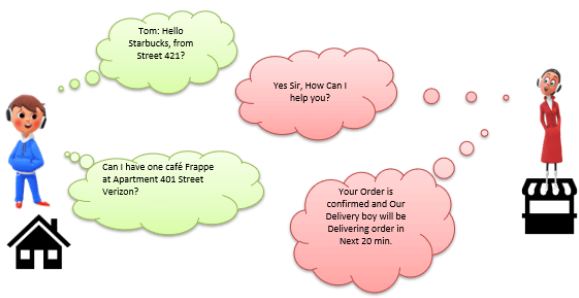 Tom: Hello
Starbucks, from
Street 421?
Yes Sir, How Can I
help you?
Can I have one café Frappe
at Apartment 401 Street
Verizon?
Your Order is
confirmed and Our
Delivery boy will be
Delivering order in
Next 20 min.